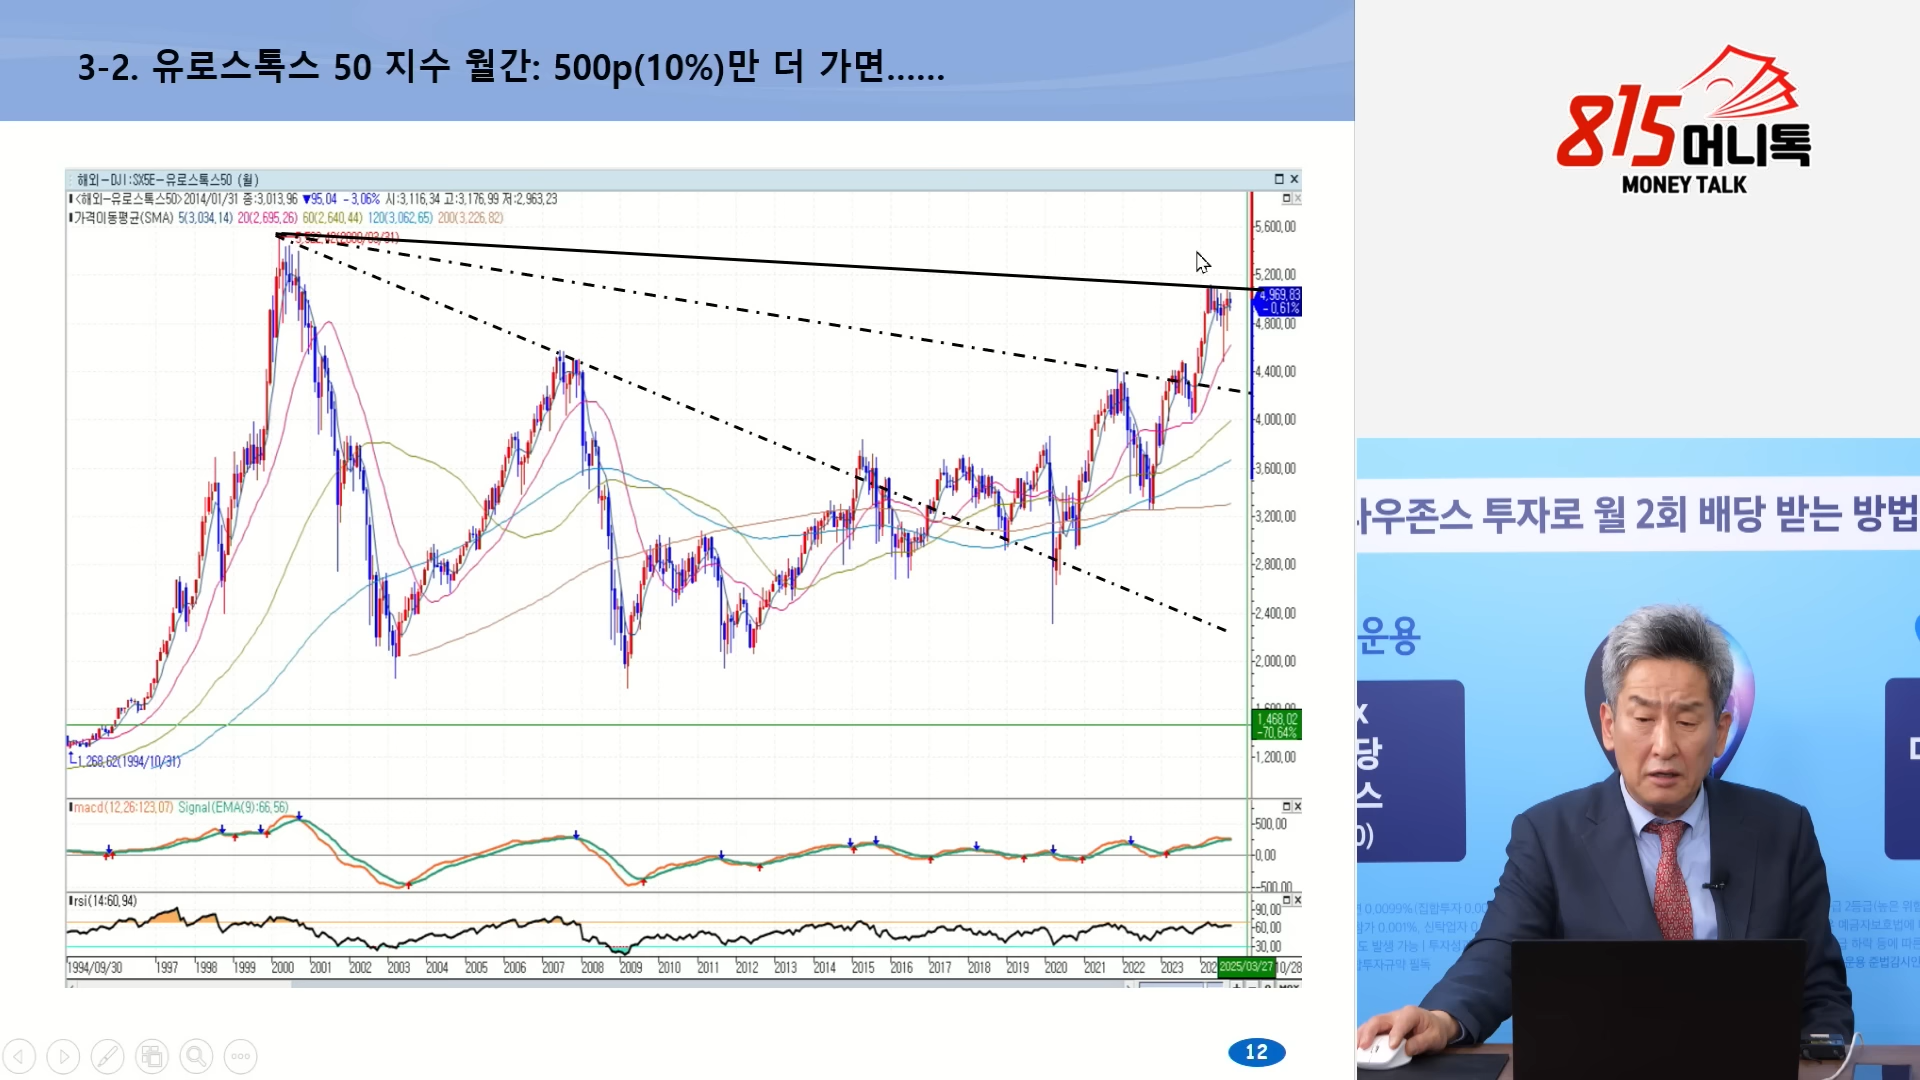 3-2. 유로스톡스 50 지수 월간: 500p(10%)만 더 가면......
해외-DJI:SX5E-유로스톡스50 (월)
<해외-유로스톡스50>2014/01/31 종:3,013,96 ▼95,04 -3,06% 시:3,116,34 고:3,176,99 저:2,963,23
가격이동평균(SMA) 5(3,034,14) 20(2,695,26) 60(2,640,44) 120(3,062,65) 200(3,226,82)
5,600,00
5,200,00
4,969,83
-0,61%
4,800,00
4,400,00
4,000,00
3,600,00
3,200,00
2,800,00
2,400,00
2,000,00
1,468,02
-70,64%
1,200,00
1,268,62(1994/10/31)
macd(12,26:123,07) Signal(EMA(9):66,56)
500,00
0,00
-500,00
rsi(14:60,94)
90,00
60,00
30,00
1994/09/30 1997 1998 1999 2000 2001 2002 2003 2004 2005 2006 2007 2008 2009 2010 2011 2012 2013 2014 2015 2016 2017 2018 2019 2020 2021 2022 2023 202 2025/03/27 10/28
12
815머니톡
MONEY TALK
우존스 투자로 월 2회 배당 받는 방법
운용
당
스
0)